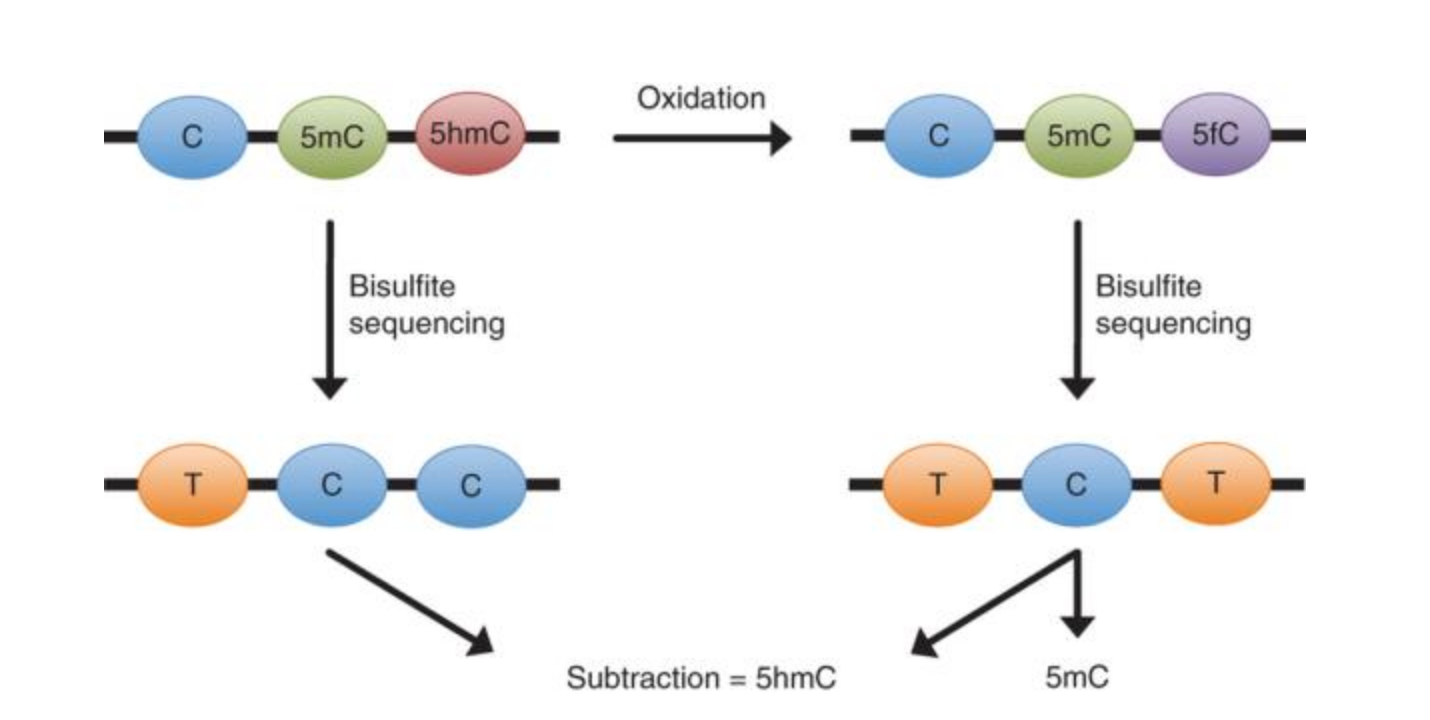 C
5mC
5hmC
Oxidation
C
5mC
5fC
Bisulfite
sequencing
Bisulfite
sequencing
T
C
C
T
C
T
Subtraction = 5hmC
5mC